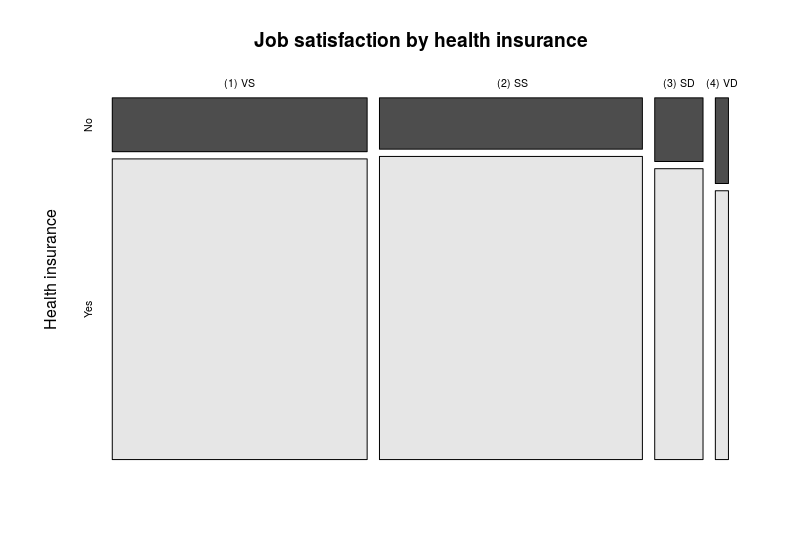 Job satisfaction by health insurance
(1) VS
(2) SS
(3) SD
(4) VD
No
Yes
Health insurance